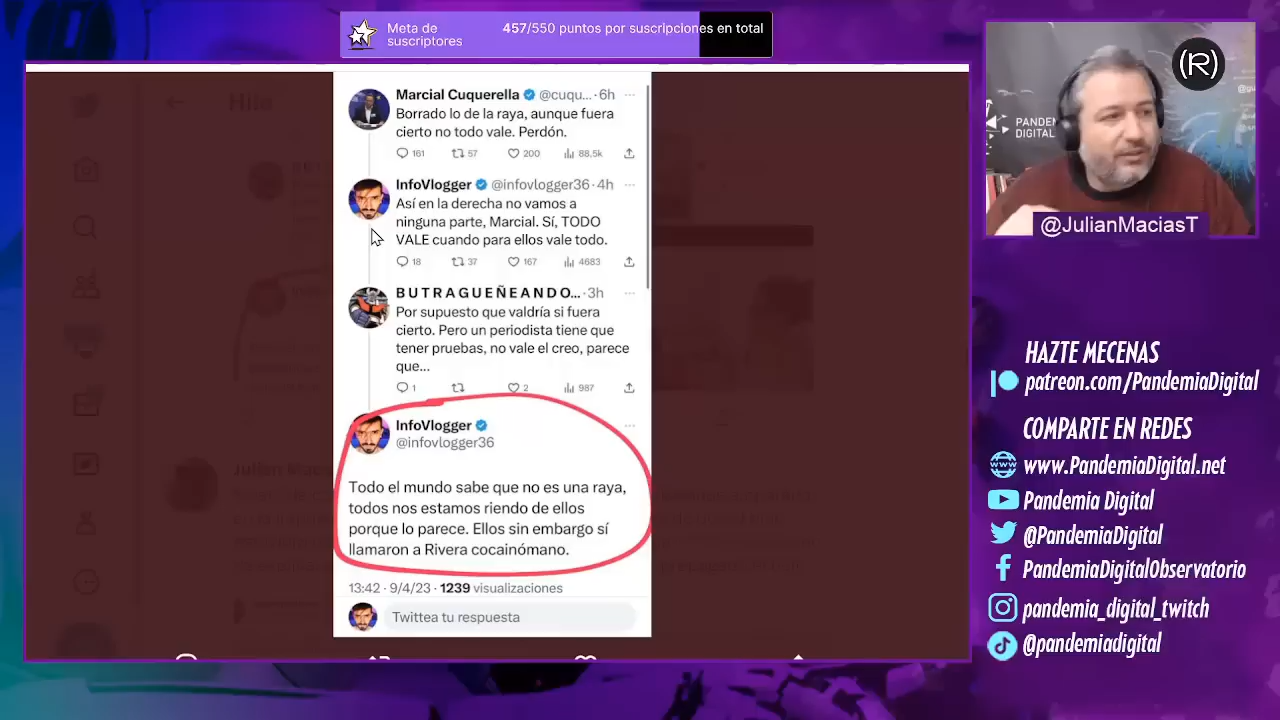 Meta de
suscriptores
457/550 puntos por suscripciones en total
Hilo
Marcial Cuquerella @cuqu... · 6h
Borrado lo de la raya, aunque fuera
cierto no todo vale. Perdón.
161 57 200 88,5k
InfoVlogger @infovlogger36 · 4h
Así en la derecha no vamos a
ninguna parte, Marcial. Sí, TODO
VALE cuando para ellos vale todo.
18 37 167 4683
B U T R A G U E Ñ E A N D O... · 3h
Por supuesto que valdría si fuera
cierto. Pero un periodista tiene que
tener pruebas, no vale el creo, parece
que...
1 2 987
InfoVlogger
@infovlogger36
Todo el mundo sabe que no es una raya,
todos nos estamos riendo de ellos
porque lo parece. Ellos sin embargo sí
llamaron a Rivera cocainómano.
13:42 · 9/4/23 · 1239 visualizaciones
Twittea tu respuesta
(R)
PANDEM
DIGITAL
@JulianMaciasT
HAZTE MECENAS
patreon.com/PandemiaDigital
COMPARTE EN REDES
www.PandemiaDigital.net
Pandemia Digital
@PandemiaDigital
PandemiaDigitalObservatorio
pandemia_digital_twitch
@pandemiadigital